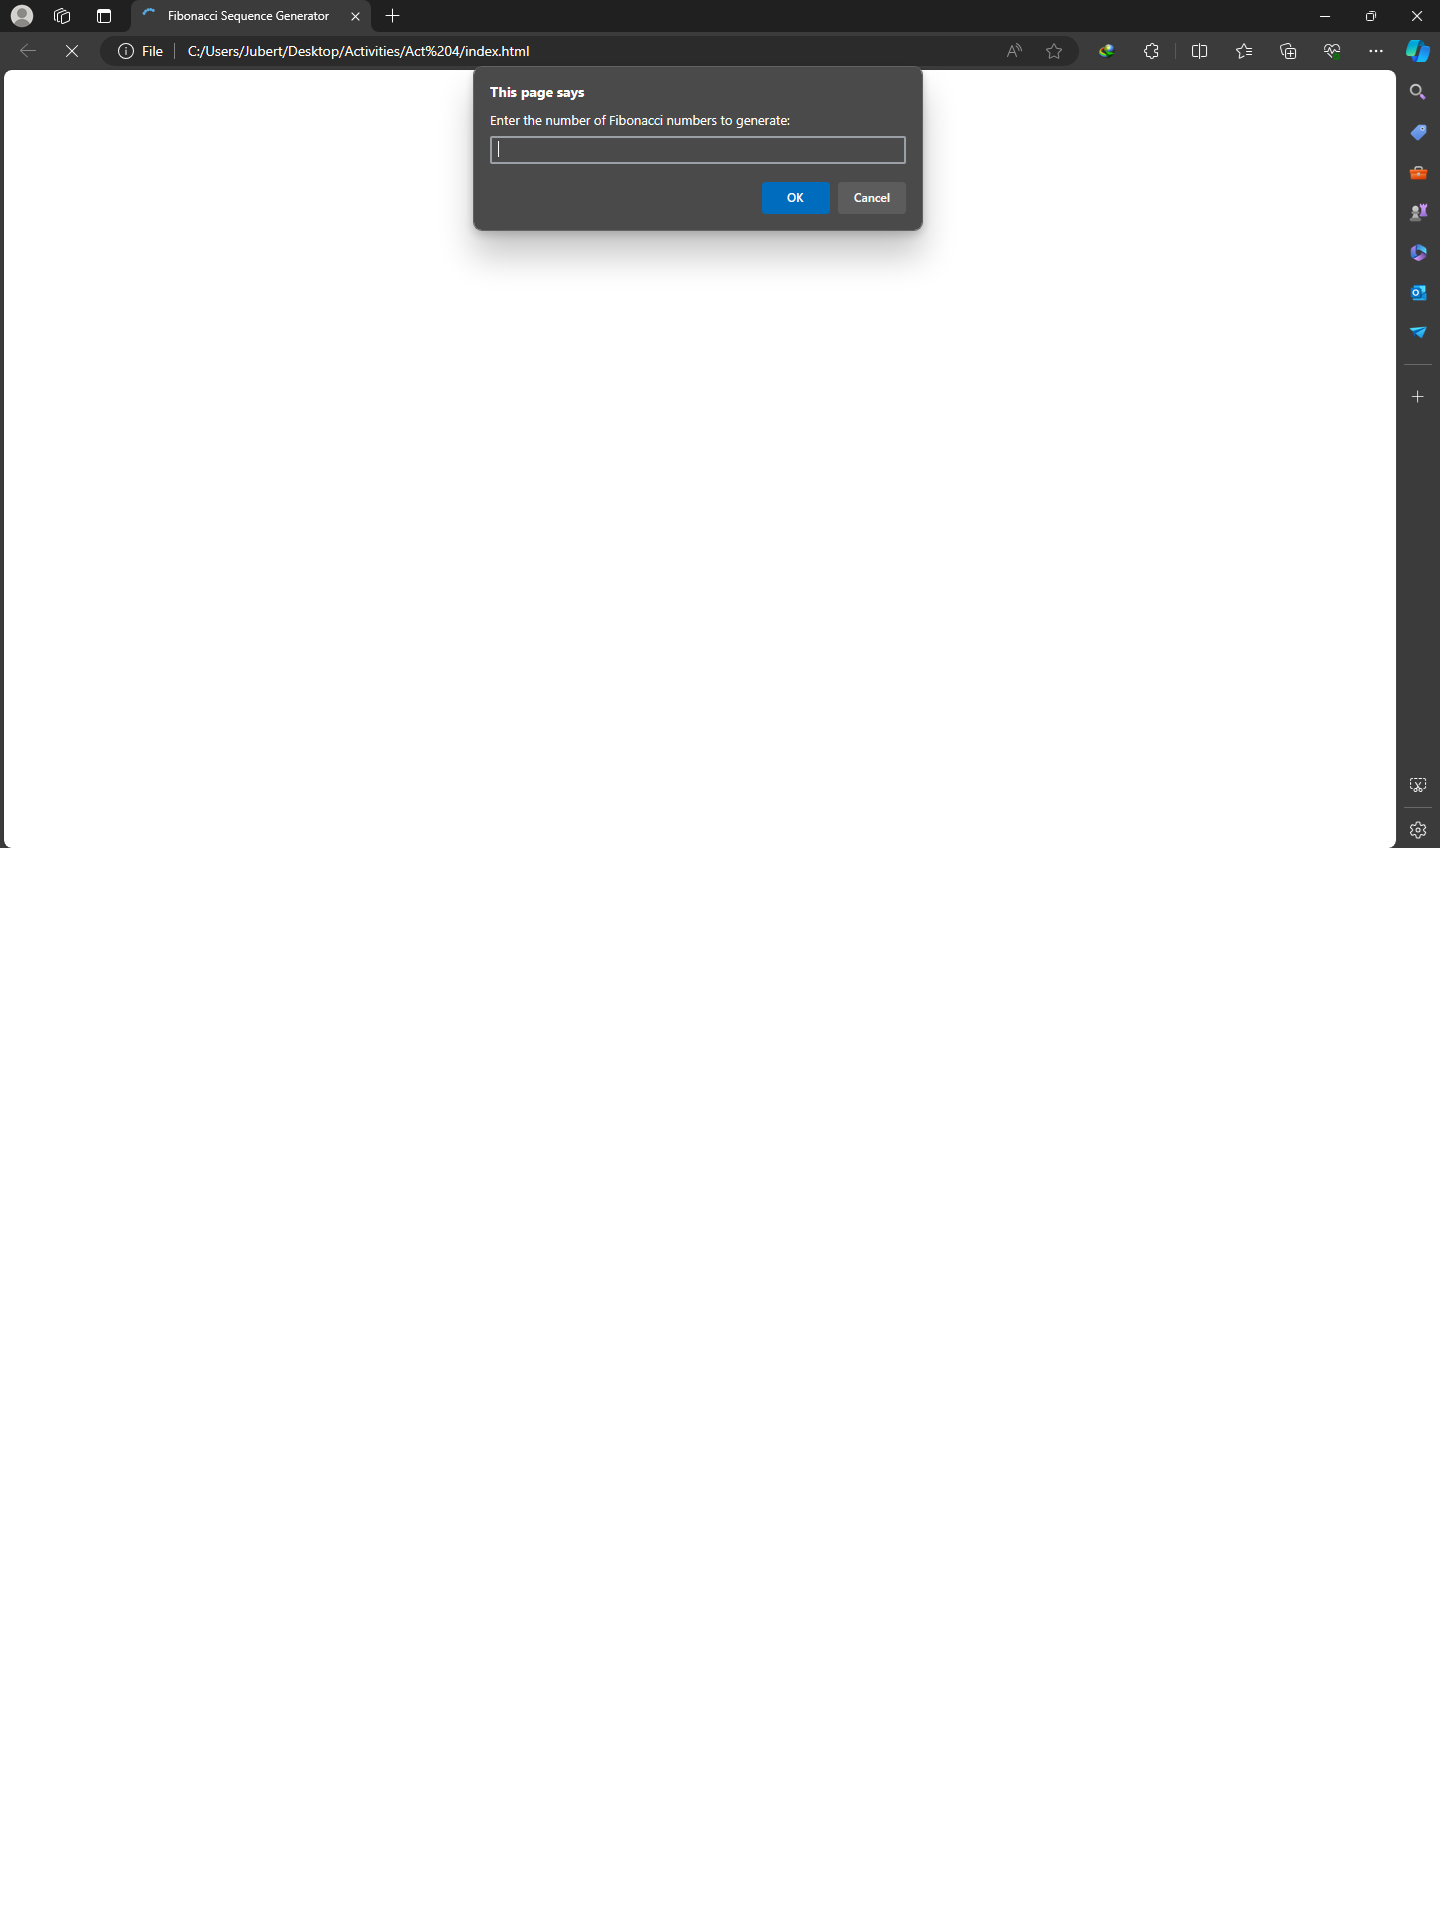 Fibonacci Sequence Generator
File C:/Users/Jubert/Desktop/Activities/Act%204/index.html
This page says
Enter the number of Fibonacci numbers to generate:
OK Cancel